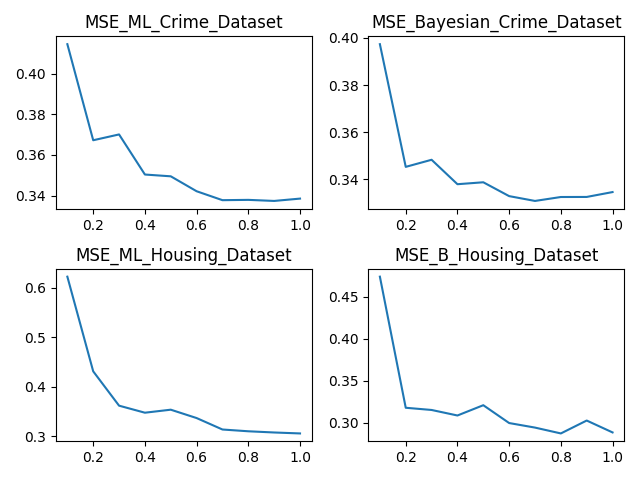 MSE_ML_Crime_Dataset
0.40
0.38
0.36
0.34
0.2 0.4 0.6 0.8 1.0
MSE_Bayesian_Crime_Dataset
0.40
0.38
0.36
0.34
0.2 0.4 0.6 0.8 1.0
MSE_ML_Housing_Dataset
0.6
0.5
0.4
0.3
0.2 0.4 0.6 0.8 1.0
MSE_B_Housing_Dataset
0.45
0.40
0.35
0.30
0.2 0.4 0.6 0.8 1.0